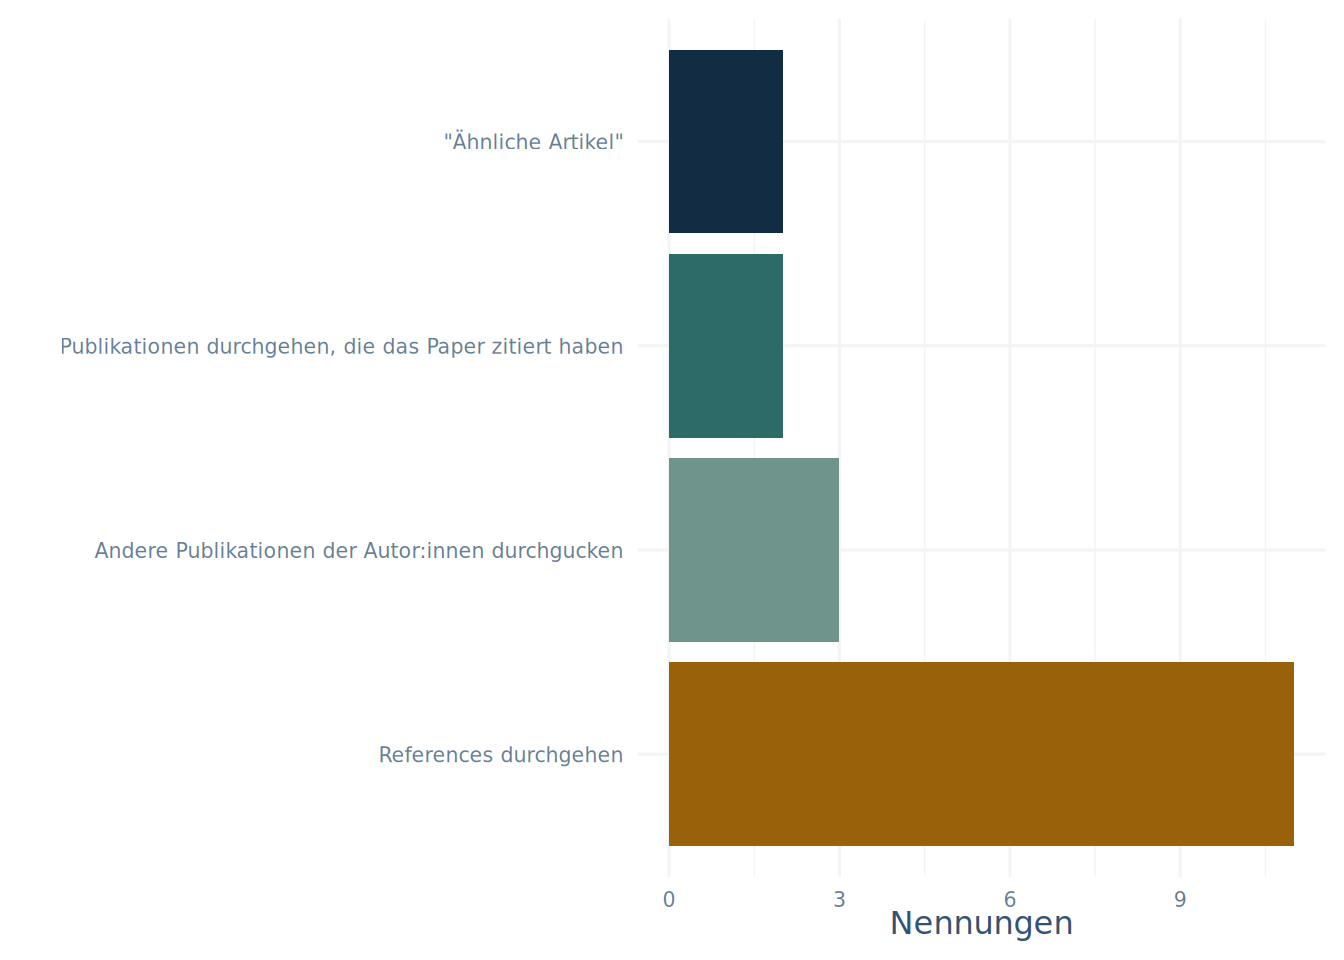 "Ähnliche Artikel"
Publikationen durchgehen, die das Paper zitiert haben
Andere Publikationen der Autor:innen durchgucken
References durchgehen
0 3 6 9
Nennungen